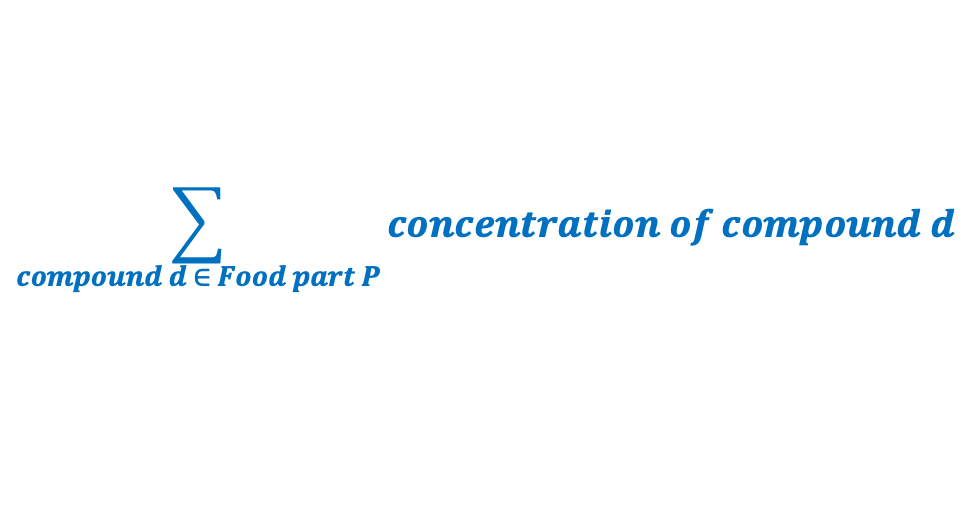 ∑ concentration of compound d
compound d ∈ Food part P